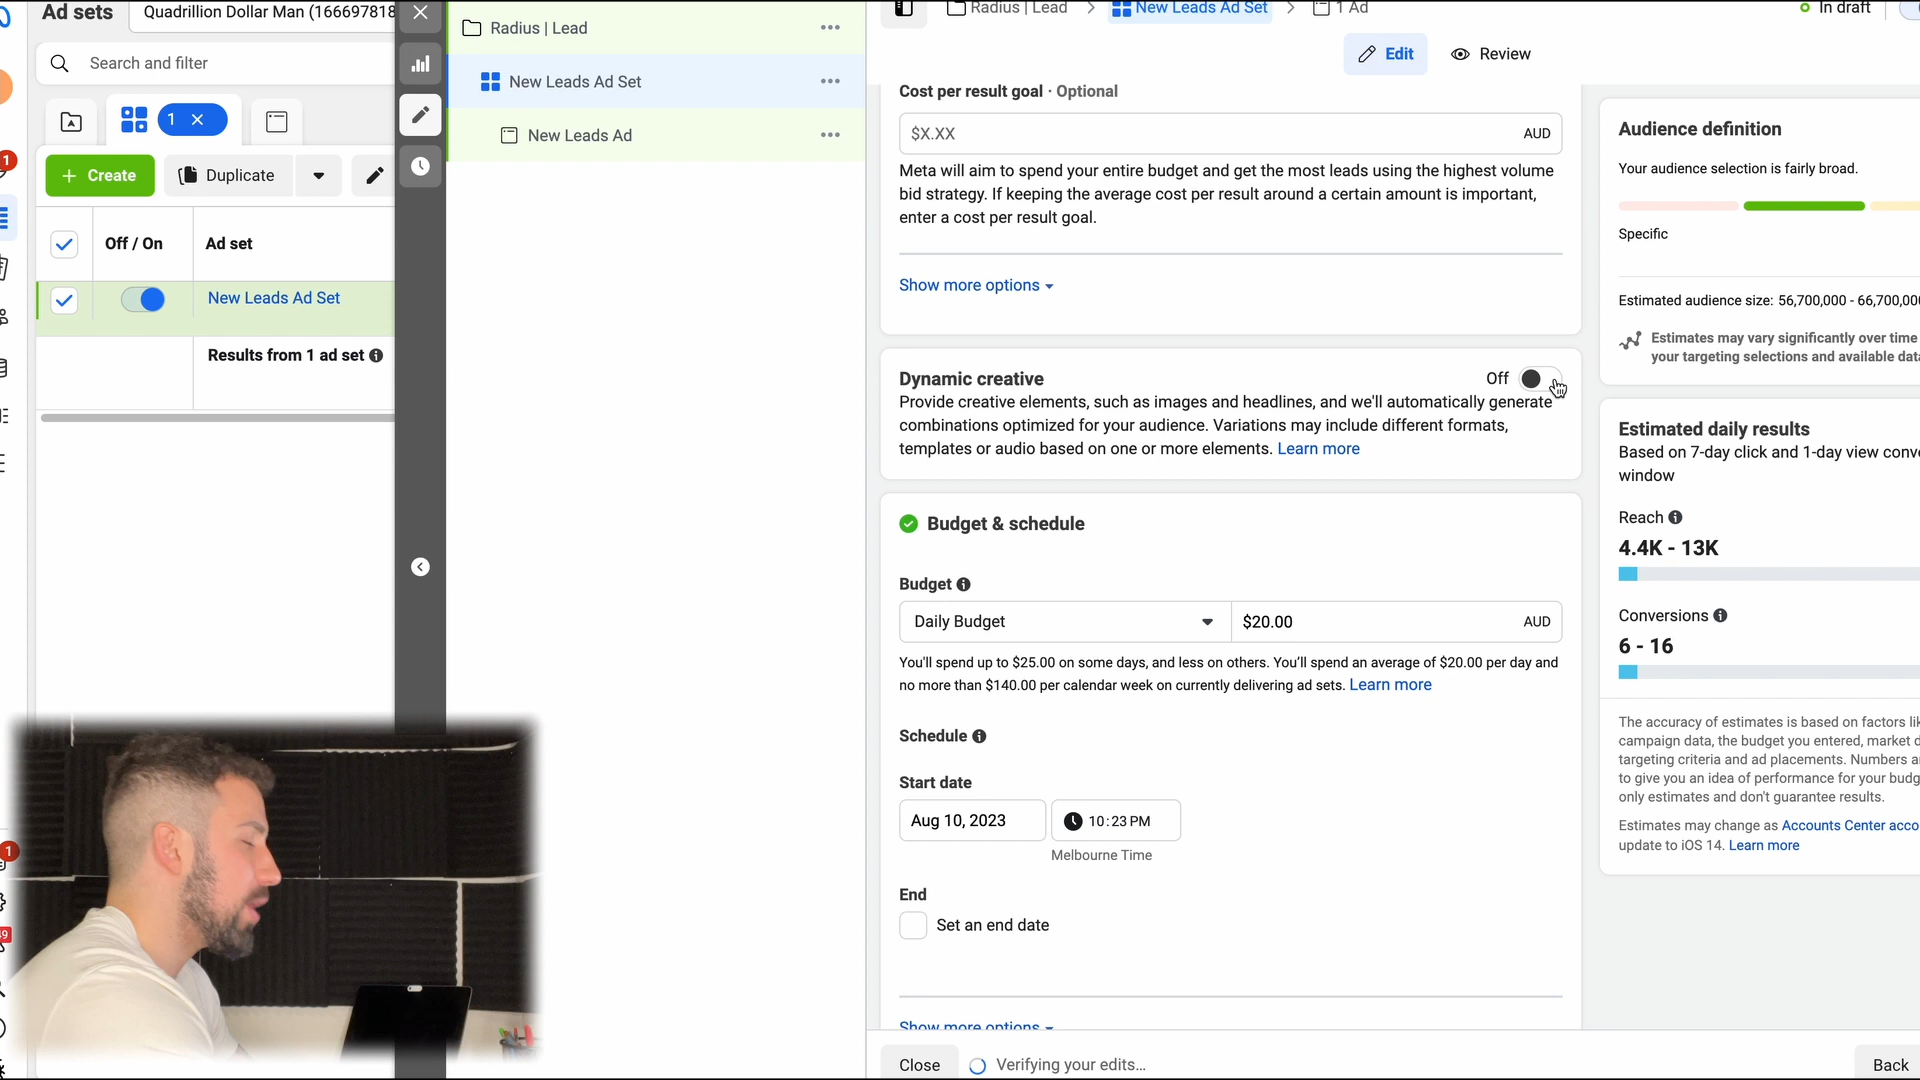 Ad sets
Quadrillion Dollar Man (166697818
Search and filter
1
Create
Duplicate
Off / On
Ad set
New Leads Ad Set
Results from 1 ad set
1
1
49
Radius | Lead
New Leads Ad Set
New Leads Ad
Radius | Lead
New Leads Ad Set
1 Ad
In draft
Edit
Review
Cost per result goal · Optional
$X.XX
AUD
Meta will aim to spend your entire budget and get the most leads using the highest volume
bid strategy. If keeping the average cost per result around a certain amount is important,
enter a cost per result goal.
Show more options
Dynamic creative
Off
Provide creative elements, such as images and headlines, and we'll automatically generate
combinations optimized for your audience. Variations may include different formats,
templates or audio based on one or more elements. Learn more
Budget & schedule
Budget
Daily Budget
$20.00
AUD
You'll spend up to $25.00 on some days, and less on others. You'll spend an average of $20.00 per day and
no more than $140.00 per calendar week on currently delivering ad sets. Learn more
Schedule
Start date
Aug 10, 2023
10:23 PM
Melbourne Time
End
Set an end date
Show more options
Close
Verifying your edits...
Back
Audience definition
Your audience selection is fairly broad.
Specific
Estimated audience size: 56,700,000 - 66,700,000
Estimates may vary significantly over time
your targeting selections and available data
Estimated daily results
Based on 7-day click and 1-day view conve
window
Reach
4.4K - 13K
Conversions
6 - 16
The accuracy of estimates is based on factors lik
campaign data, the budget you entered, market d
targeting criteria and ad placements. Numbers a
to give you an idea of performance for your budg
only estimates and don't guarantee results.
Estimates may change as Accounts Center acco
update to iOS 14. Learn more